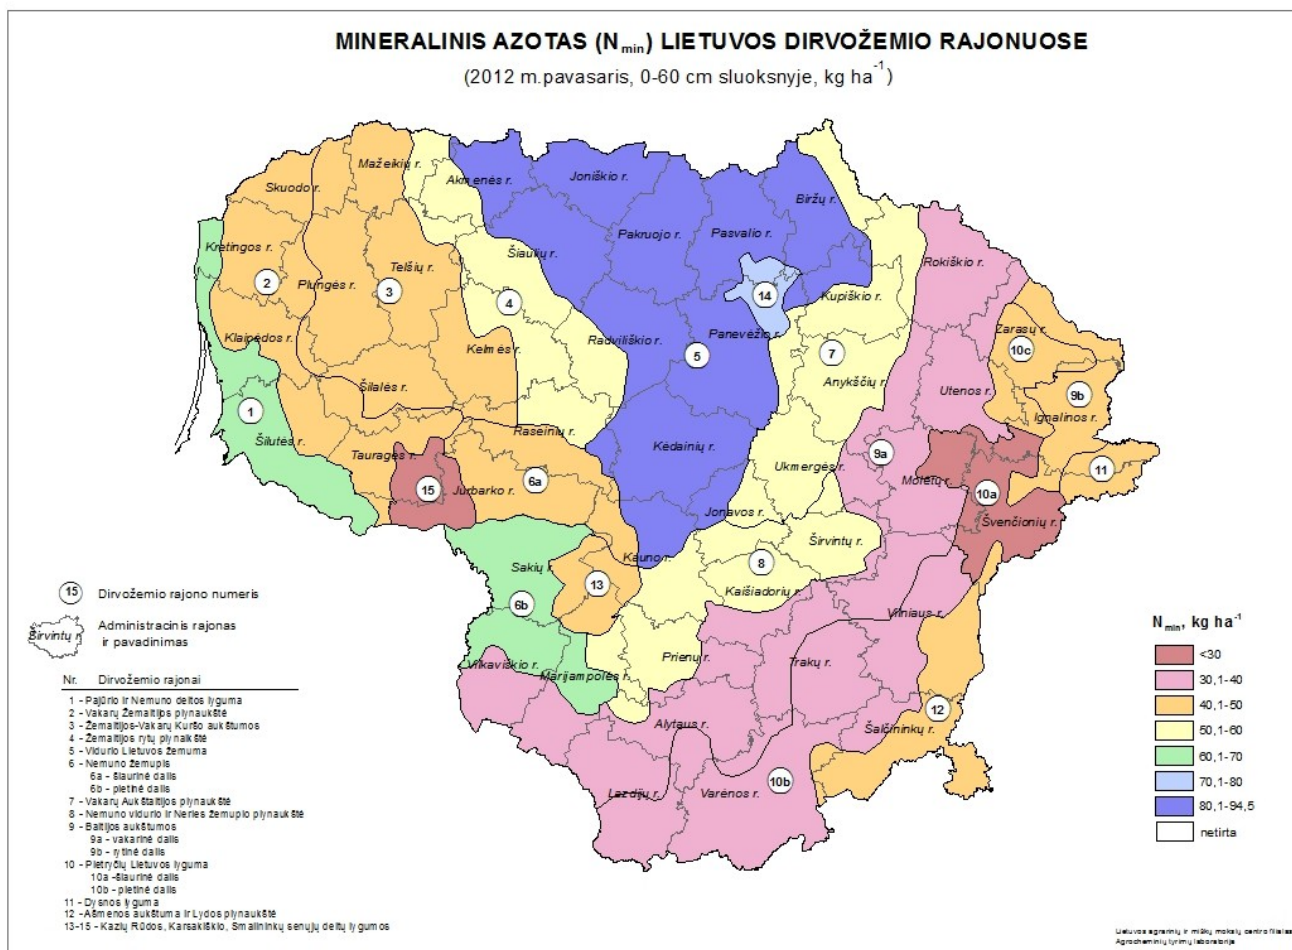 MINERALINIS AZOTAS (N min) LIETUVOS DIRVOŽEMIO RAJONUOSE
(2012 m.pavasaris, 0-60 cm sluoksnyje, kg ha-1)
Mažeikių r.
Skuodo r.
Akmenės r.
Joniškio r.
Biržų r.
Kretingos r.
Pakruojo r.
Pasvalio r.
Šiaulių r.
Telšių r.
Rokiškio r.
2
Plungės r.
3
4
14
Kupiškio r.
Klaipėdos r.
Radviliškio r.
Panevėžio r.
Zarasų r.
10c
Kelmės r.
5
7
Šilalės r.
Anykščių r.
Utenos r.
9b
1
Ignalinos r.
Šilutės r.
Raseinių r.
Kėdainių r.
Tauragės r.
9a
Ukmergės r.
11
15
Jurbarko r.
6a
Molėtų r.
10a
Jonavos r.
Švenčionių r.
Širvintų r.
Kauno r.
Šakių r.
13
8
Kaišiadorių r.
6b
Vilniaus r.
Vilkaviškio r.
Prienų r.
Trakų r.
Marijampolės r.
Alytaus r.
12
Šalčininkų r.
Lazdijų r.
Varėnos r.
10b
15 Dirvožemio rajono numeris
Širvintų r. Administracinis rajonas
ir pavadinimas
Nr. Dirvožemio rajonai
1 - Pajūrio ir Nemuno deltos lyguma
2 - Vakarų Žemaitijos plynaukštė
3 - Žemaitijos-Vakarų Kuršo aukštumos
4 - Žemaitijos rytų plynaikštė
5 - Vidurio Lietuvos žemuma
6 - Nemuno žemupis
6a - šiaurinė dalis
6b - pietinė dalis
7 - Vakarų Aukštaitijos plynaukštė
8 - Nemuno vidurio ir Neries žemupio plynaukštė
9 - Baltijos aukštumos
9a - vakarinė dalis
9b - rytinė dalis
10 - Pietryčių Lietuvos lyguma
10a -šiaurinė dalis
10b - pietinė dalis
11 - Dysnos lyguma
12 - Ašmenos aukštuma ir Lydos plynaukštė
13-15 - Kazlų Rūdos, Karsakiškio, Smalininkų senųjų deltų lygumos
Nmin, kg ha-1
<30
30,1-40
40,1-50
50,1-60
60,1-70
70,1-80
80,1-94,5
netirta
Lietuvos agrarinių ir miškų mokslų centro filialas
Agrocheminių tyrimų laboratorija